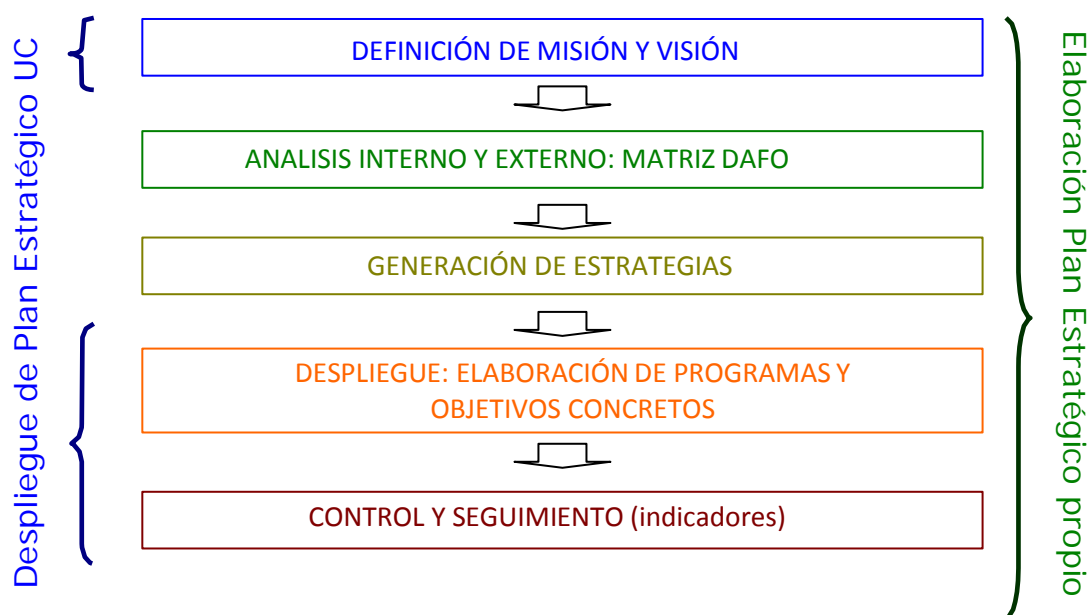 Despliegue de Plan Estratégico UC
DEFINICIÓN DE MISIÓN Y VISIÓN
ANALISIS INTERNO Y EXTERNO: MATRIZ DAFO
GENERACIÓN DE ESTRATEGIAS
DESPLIEGUE: ELABORACIÓN DE PROGRAMAS Y
OBJETIVOS CONCRETOS
CONTROL Y SEGUIMIENTO (indicadores)
Elaboración Plan Estratégico propio